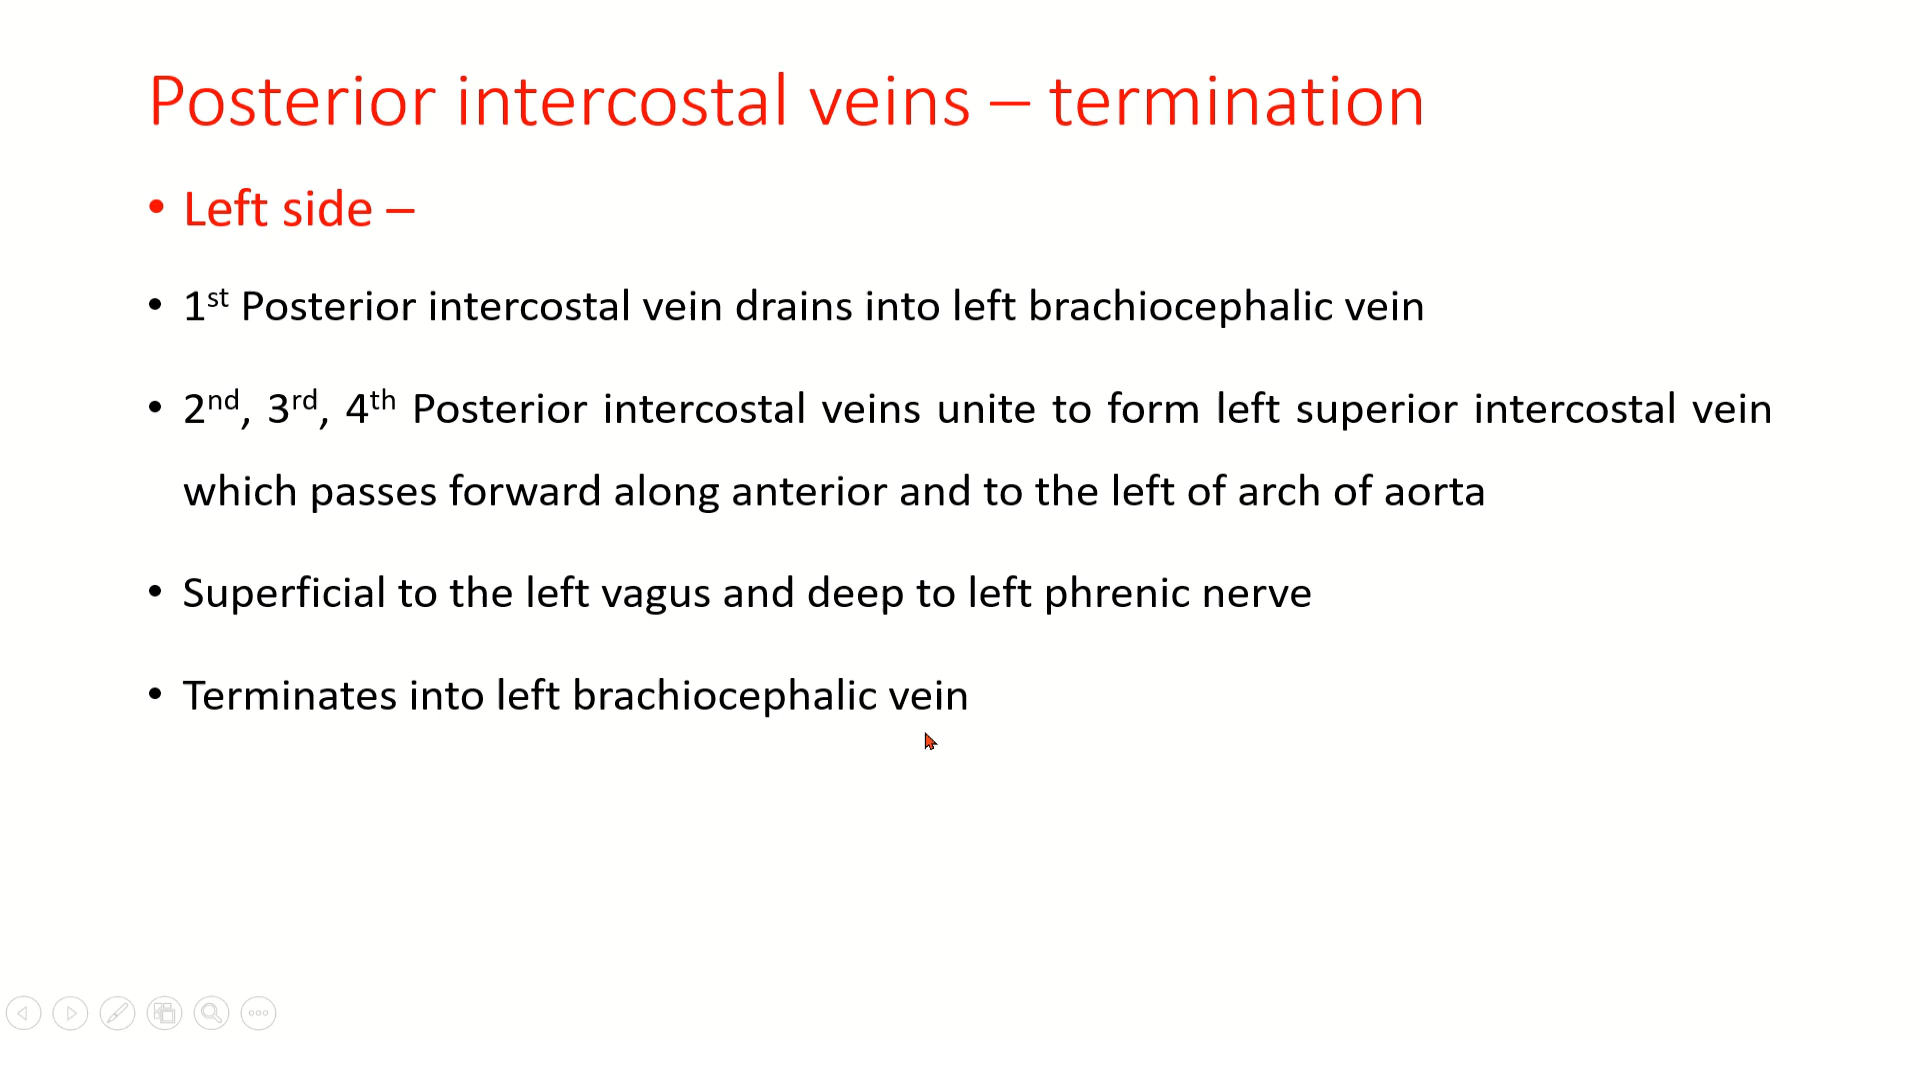 Posterior intercostal veins – termination
• Left side –
• 1st Posterior intercostal vein drains into left brachiocephalic vein
• 2nd, 3rd, 4th Posterior intercostal veins unite to form left superior intercostal vein
which passes forward along anterior and to the left of arch of aorta
• Superficial to the left vagus and deep to left phrenic nerve
• Terminates into left brachiocephalic vein